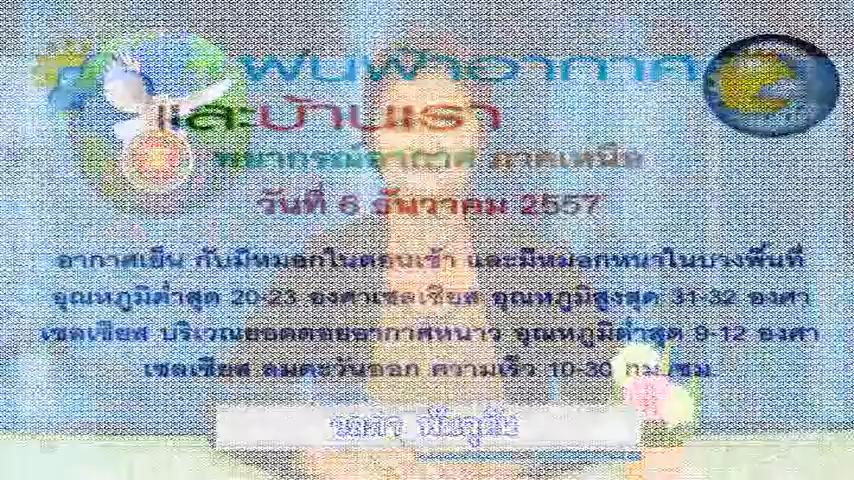 ฝนฟ้าอากาศ
และบ้านเรา
พยากรณ์อากาศ ภาคเหนือ
วันที่ 6 ธันวาคม 2557
อากาศเย็น กับมีหมอกในตอนเช้า และมีหมอกหนาในบางพื้นที่
อุณหภูมิต่ำสุด 20-23 องศาเซลเซียส อุณหภูมิสูงสุด 31-32 องศา
เซลเซียส บริเวณยอดดอยอากาศหนาว อุณหภูมิต่ำสุด 9-12 องศา
เซลเซียส ลมตะวันออก ความเร็ว 10-30 กม./ชม.